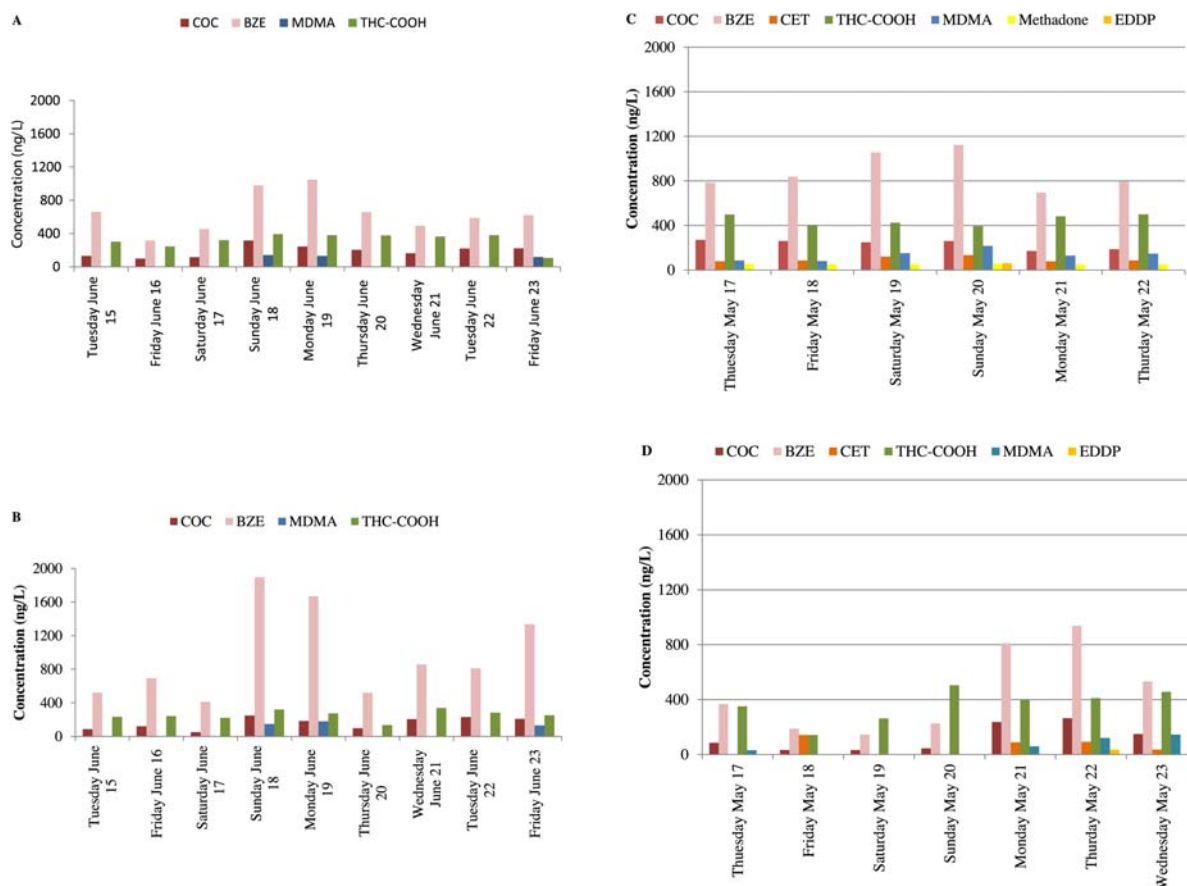 A
COC BZE MDMA THC-COOH
Concentration (ng/L)
2000
1600
1200
800
400
0
Tuesday June
15
Friday June 16
Saturday June
17
Sunday June
18
Monday June
19
Thursday June
20
Wednesday
June 21
Tuesday June
22
Friday June 23
B
COC BZE MDMA THC-COOH
Concentration (ng/L)
2000
1600
1200
800
400
0
Tuesday June
15
Friday June 16
Saturday June
17
Sunday June
18
Monday June
19
Thursday June
20
Wednesday
June 21
Tuesday June
22
Friday June 23
C
COC BZE CET THC-COOH MDMA Methadone EDDP
Concentration (ng/L)
2000
1600
1200
800
400
0
Thuesday May 17
Friday May 18
Saturday May 19
Sunday May 20
Monday May 21
Thurday May 22
D
COC BZE CET THC-COOH MDMA EDDP
Concentration (ng/L)
2000
1600
1200
800
400
0
Thuesday May 17
Friday May 18
Saturday May 19
Sunday May 20
Monday May 21
Thurday May 22
Wednesday May 23